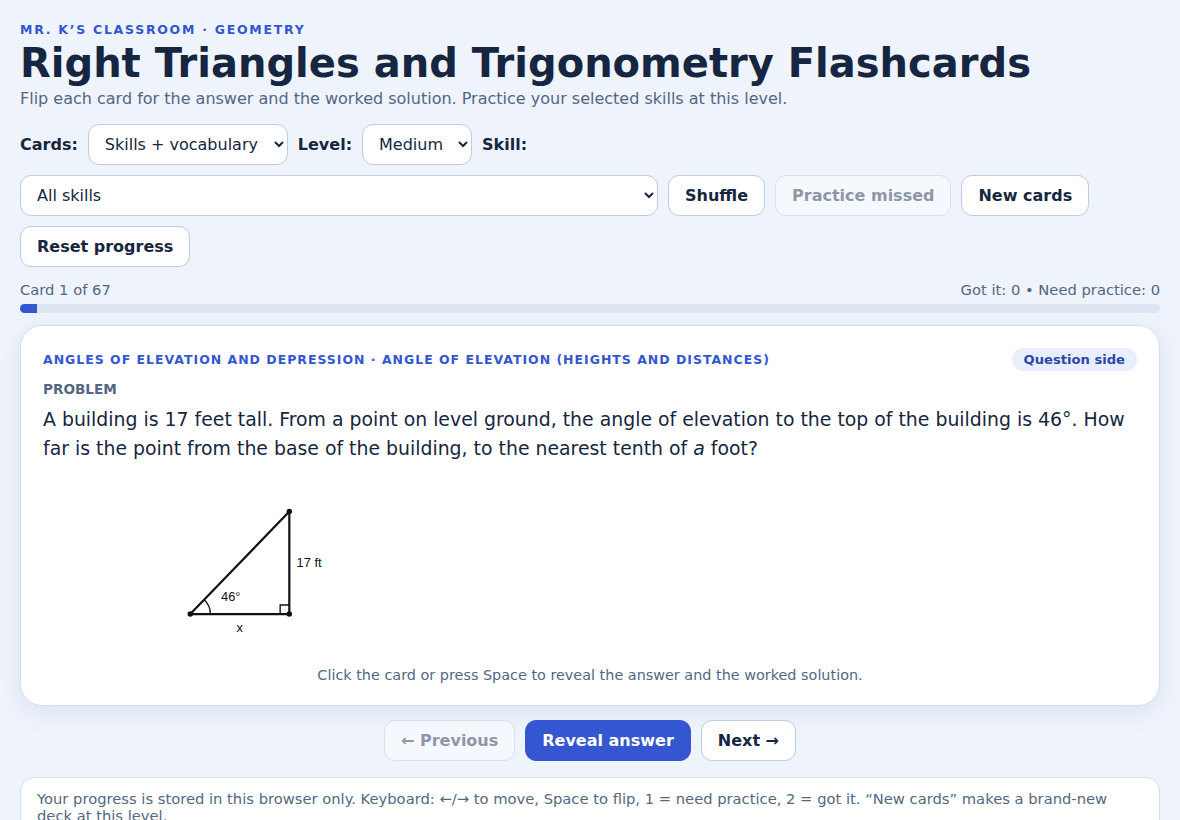 MR. K’S CLASSROOM · GEOMETRY
Right Triangles and Trigonometry Flashcards
Flip each card for the answer and the worked solution. Practice your selected skills at this level.
Cards: Skills + vocabulary Level: Medium Skill:
All skills Shuffle Practice missed New cards
Reset progress
Card 1 of 67 Got it: 0 • Need practice: 0
ANGLES OF ELEVATION AND DEPRESSION · ANGLE OF ELEVATION (HEIGHTS AND DISTANCES) Question side
PROBLEM
A building is 17 feet tall. From a point on level ground, the angle of elevation to the top of the building is 46°. How
far is the point from the base of the building, to the nearest tenth of a foot?
17 ft
46°
x
Click the card or press Space to reveal the answer and the worked solution.
← Previous Reveal answer Next →
Your progress is stored in this browser only. Keyboard: ←/→ to move, Space to flip, 1 = need practice, 2 = got it. “New cards” makes a brand-new
deck at this level.